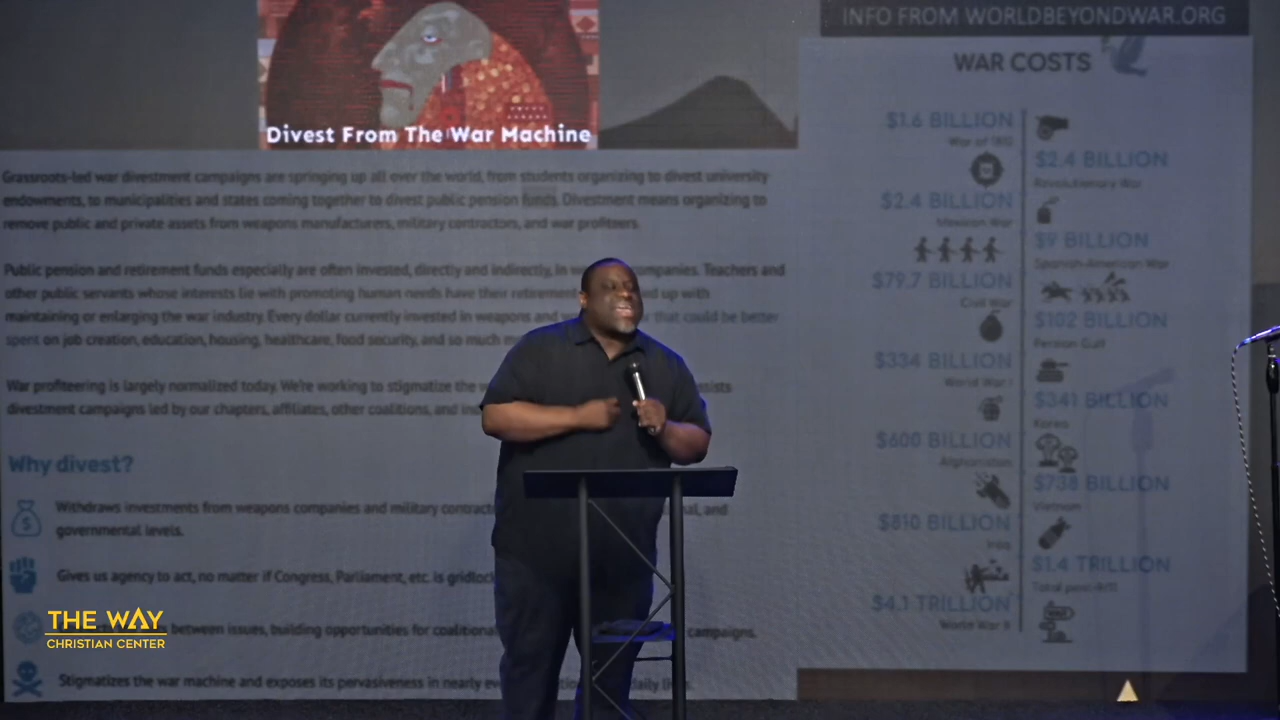 INFO FROM WORLDBEYONDWAR.ORG
Divest From The War Machine
Grassroots-led war divestment campaigns are springing up all over the world, from students organizing to divest university
endowments, to municipalities and states coming together to divest public pension funds. Divestment means organizing to
remove public and private assets from weapons manufacturers, military contractors, and war profiteers.
Public pension and retirement funds especially are often invested, directly and indirectly, in companies. Teachers and
other public servants whose interests lie with promoting human needs have their retirement up with
maintaining or enlarging the war industry. Every dollar currently invested in weapons and that could be better
spent on job creation, education, housing, healthcare, food security, and so much
War profiteering is largely normalized today. We're working to stigmatize the
divestment campaigns led by our chapters, affiliates, other coalitions, and
Why divest?
Withdraws investments from weapons companies and military and
governmental levels.
Gives us agency to act, no matter if Congress, Parliament, etc. is
between issues, building opportunities for campaigns.
Stigmatizes the war machine and exposes its pervasiveness in nearly daily
WAR COSTS
$1.6 BILLION
War of 1812
$2.4 BILLION
Revolutionary War
$2.4 BILLION
Mexican War
$9 BILLION
Spanish-American War
$79.7 BILLION
Civil War
$102 BILLION
Persian Gulf
$334 BILLION
World War I
$341 BILLION
Korea
$600 BILLION
Afghanistan
$738 BILLION
Vietnam
$810 BILLION
Iraq
$1.4 TRILLION
Total post-9/11
$4.1 TRILLION
World War II
THE WAY
CHRISTIAN CENTER